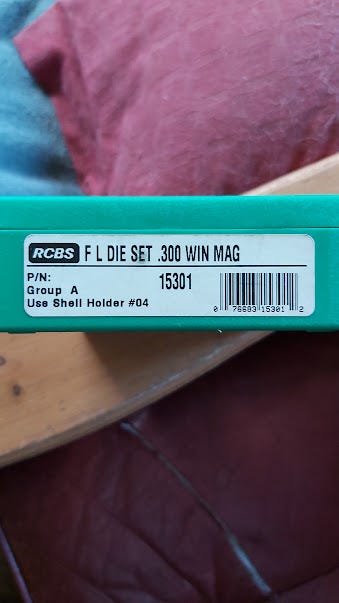 RCBS F L DIE SET .300 WIN MAG
P/N: 15301
Group A
Use Shell Holder #04
0 76683 15301 2